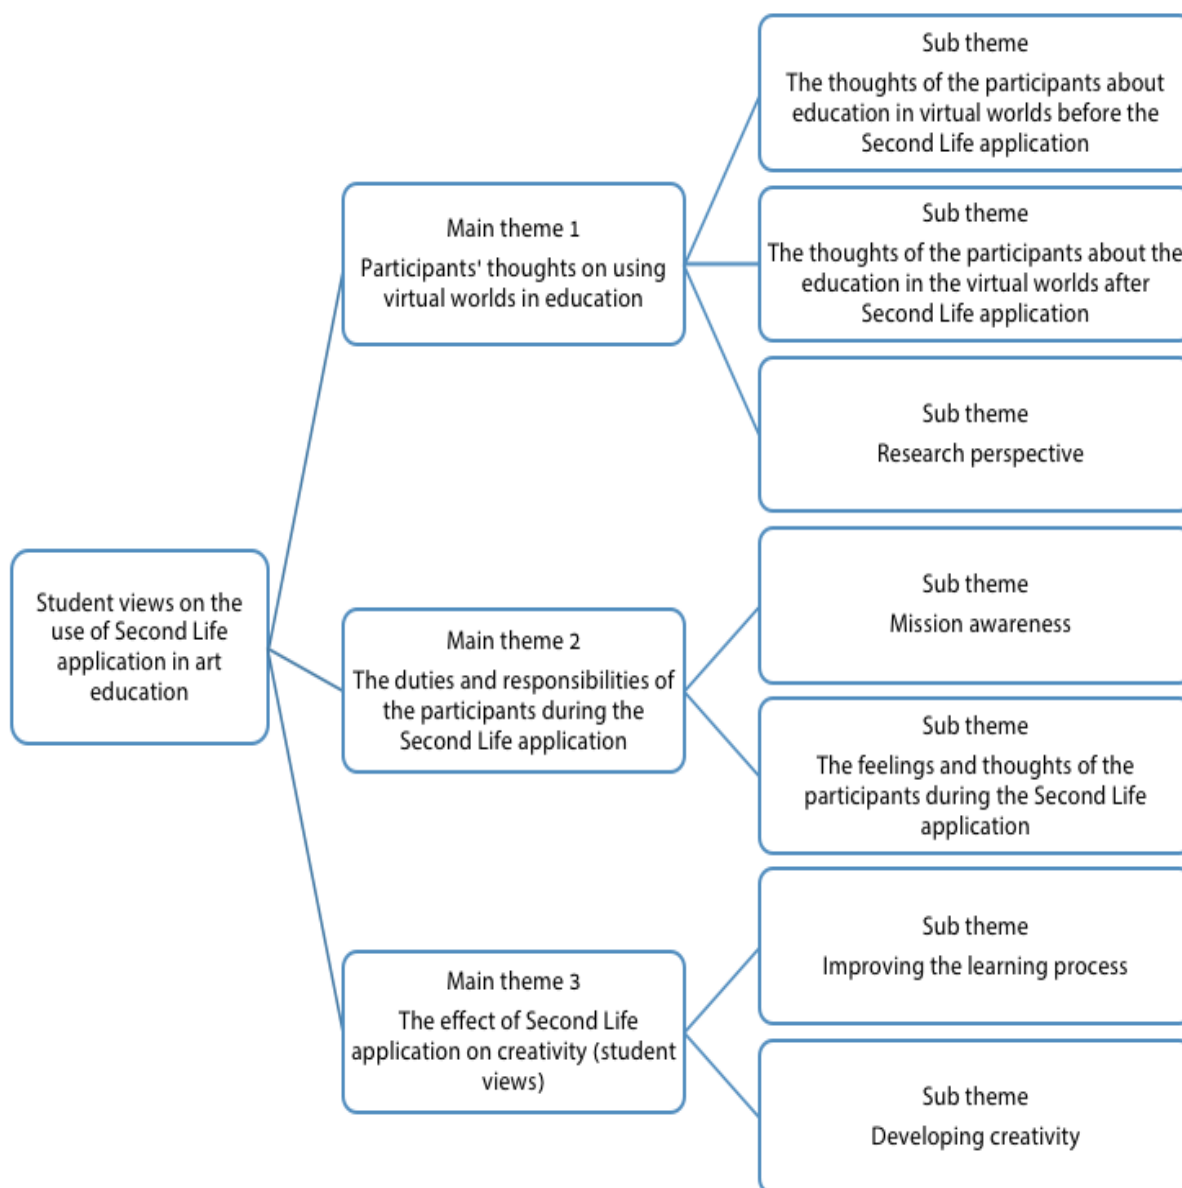 Student views on the
use of Second Life
application in art
education
Main theme 1
Participants' thoughts on using
virtual worlds in education
Sub theme
The thoughts of the participants about
education in virtual worlds before the
Second Life application
Sub theme
The thoughts of the participants about the
education in the virtual worlds after
Second Life application
Sub theme
Research perspective
Main theme 2
The duties and responsibilities of
the participants during the
Second Life application
Sub theme
Mission awareness
Sub theme
The feelings and thoughts of the
participants during the Second Life
application
Main theme 3
The effect of Second Life
application on creativity (student
views)
Sub theme
Improving the learning process
Sub theme
Developing creativity